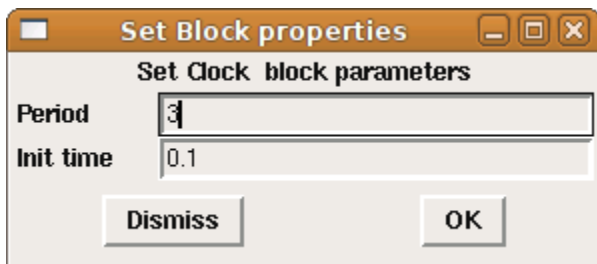 Set Block properties
Set Clock block parameters
Period 3
Init time 0.1
Dismiss OK